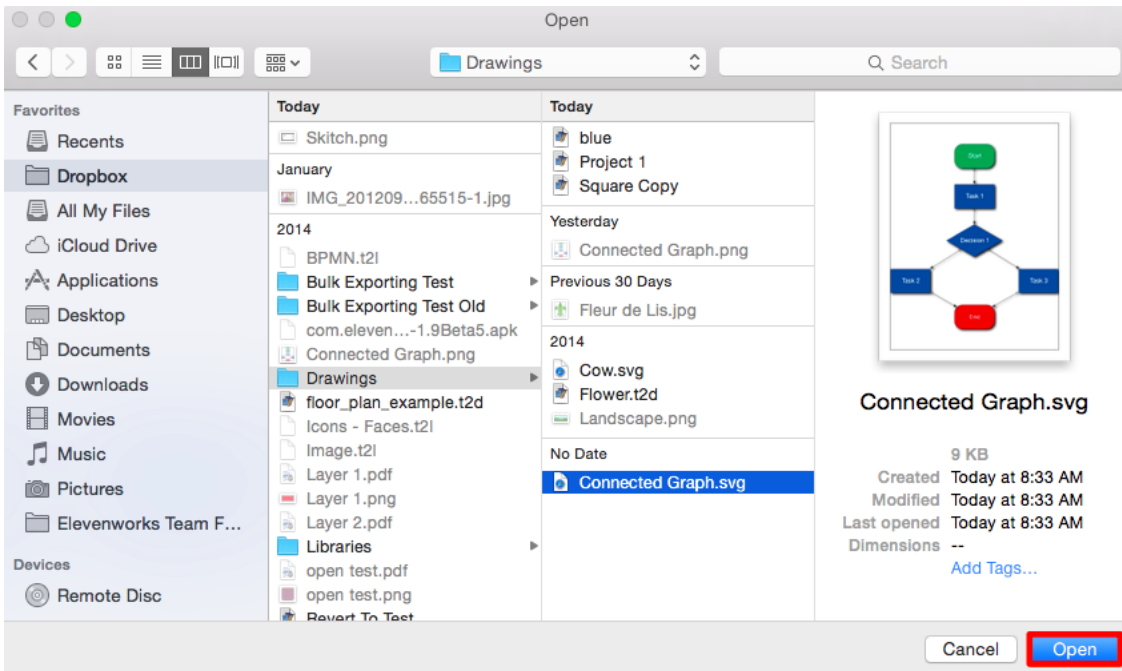 Open
Drawings
Search
Favorites
Recents
Dropbox
All My Files
iCloud Drive
Applications
Desktop
Documents
Downloads
Movies
Music
Pictures
Elevenworks Team F...
Devices
Remote Disc
Today
Skitch.png
January
IMG_201209...65515-1.jpg
2014
BPMN.t2l
Bulk Exporting Test
Bulk Exporting Test Old
com.eleven...-1.9Beta5.apk
Connected Graph.png
Drawings
floor_plan_example.t2d
Icons - Faces.t2l
Image.t2l
Layer 1.pdf
Layer 1.png
Layer 2.pdf
Libraries
open test.pdf
open test.png
Revert To Test
Today
blue
Project 1
Square Copy
Yesterday
Connected Graph.png
Previous 30 Days
Fleur de Lis.jpg
2014
Cow.svg
Flower.t2d
Landscape.png
No Date
Connected Graph.svg
Start
Task 1
Decision 1
Task 2
Task 3
End
Connected Graph.svg
9 KB
Created Today at 8:33 AM
Modified Today at 8:33 AM
Last opened Today at 8:33 AM
Dimensions --
Add Tags...
Cancel
Open